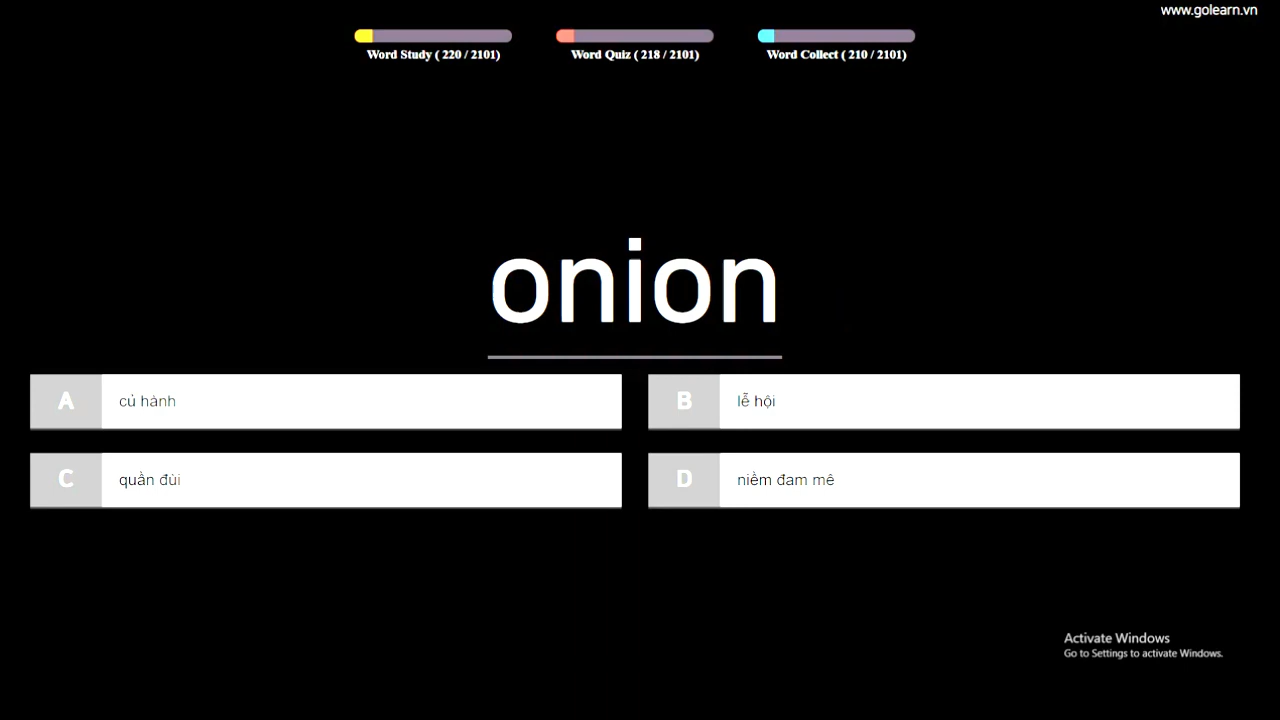 www.golearn.vn
Word Study ( 220 / 2101) Word Quiz ( 218 / 2101) Word Collect ( 210 / 2101)
onion
A củ hành B lễ hội
C quần đùi D niềm đam mê
Activate Windows
Go to Settings to activate Windows.